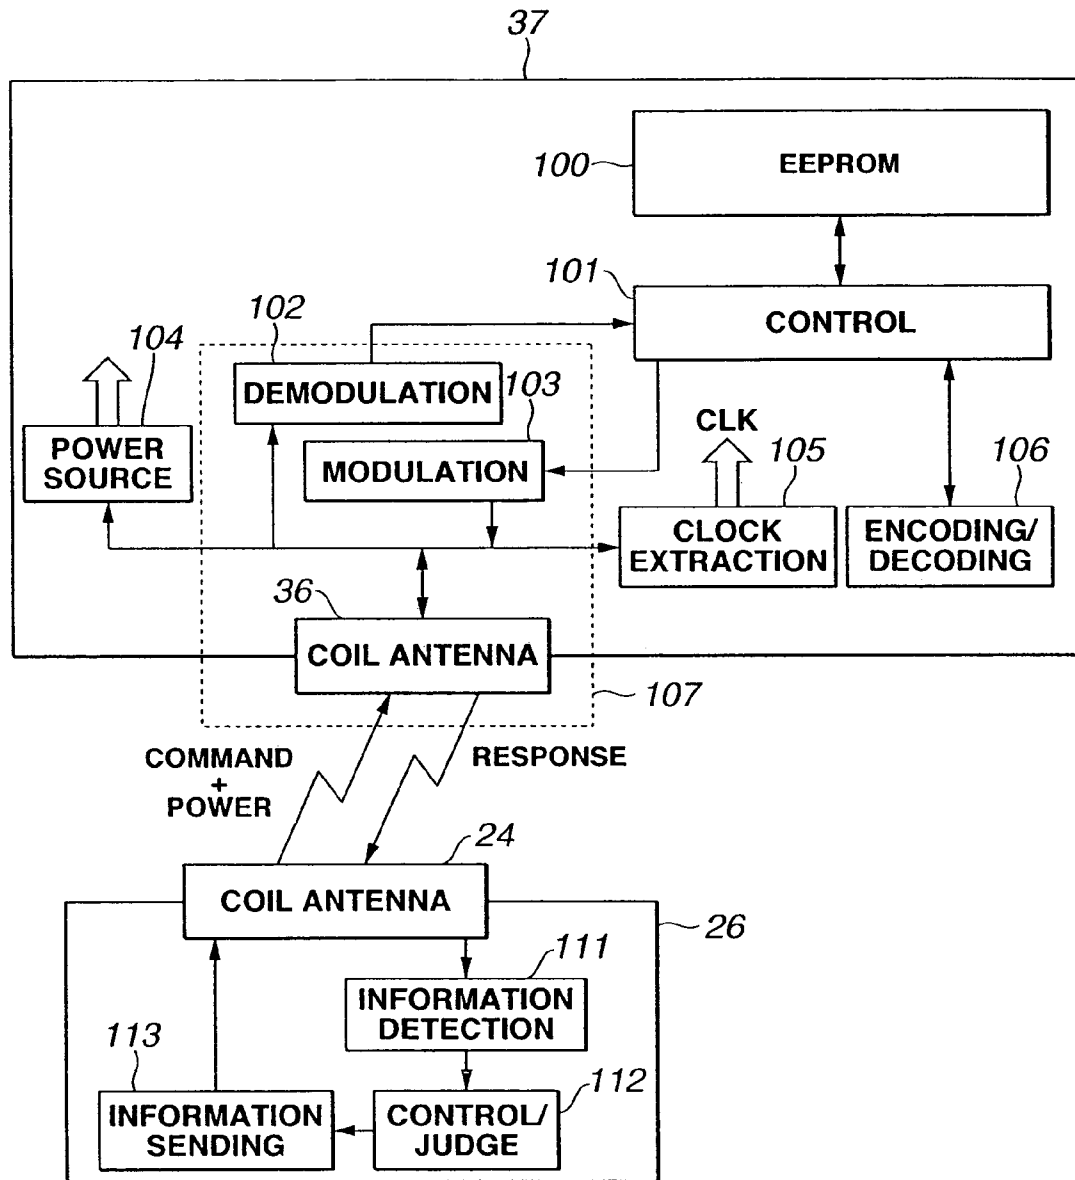 37
100
EEPROM
101
CONTROL
102
104
DEMODULATION
103
POWER
SOURCE
MODULATION
CLK
105
106
CLOCK
EXTRACTION
ENCODING/
DECODING
36
COIL ANTENNA
107
COMMAND
+
POWER
RESPONSE
24
COIL ANTENNA
26
111
INFORMATION
DETECTION
113
112
INFORMATION
SENDING
CONTROL/
JUDGE